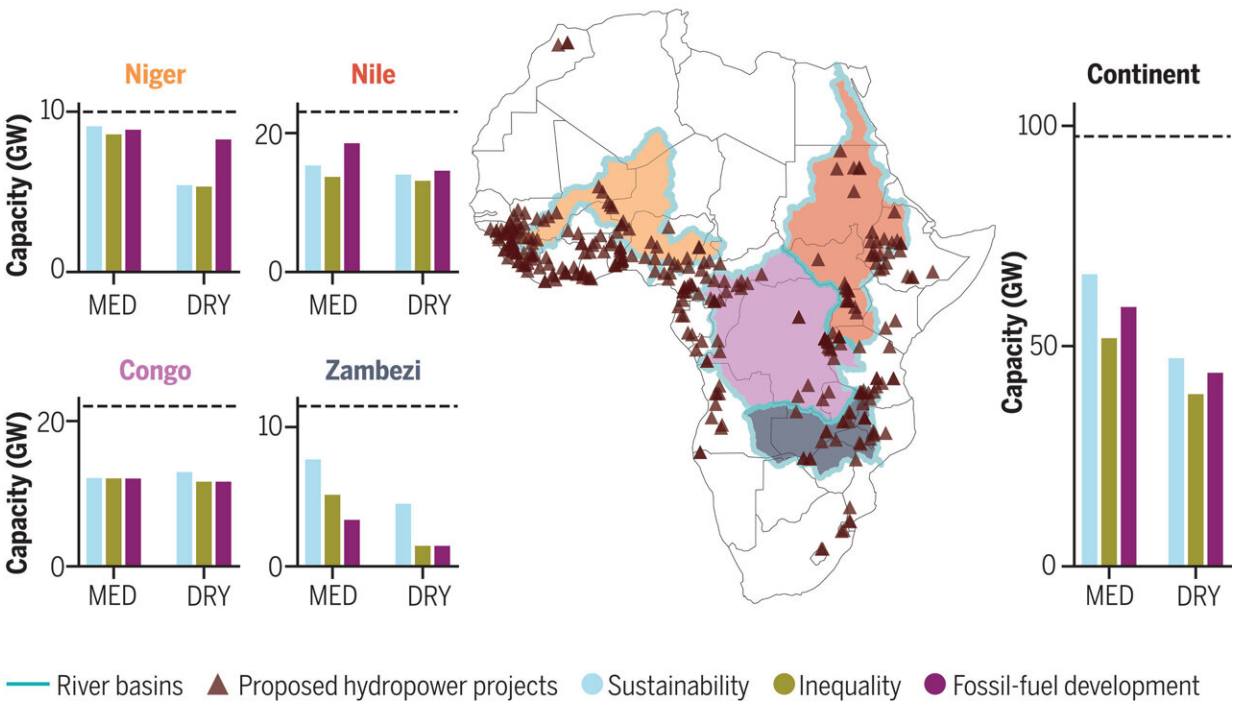 Niger
Capacity (GW)
10
0
MED DRY
Nile
20
0
MED DRY
Congo
Capacity (GW)
20
0
MED DRY
Zambezi
10
0
MED DRY
Continent
Capacity (GW)
100
50
0
MED DRY
River basins Proposed hydropower projects Sustainability Inequality Fossil-fuel development